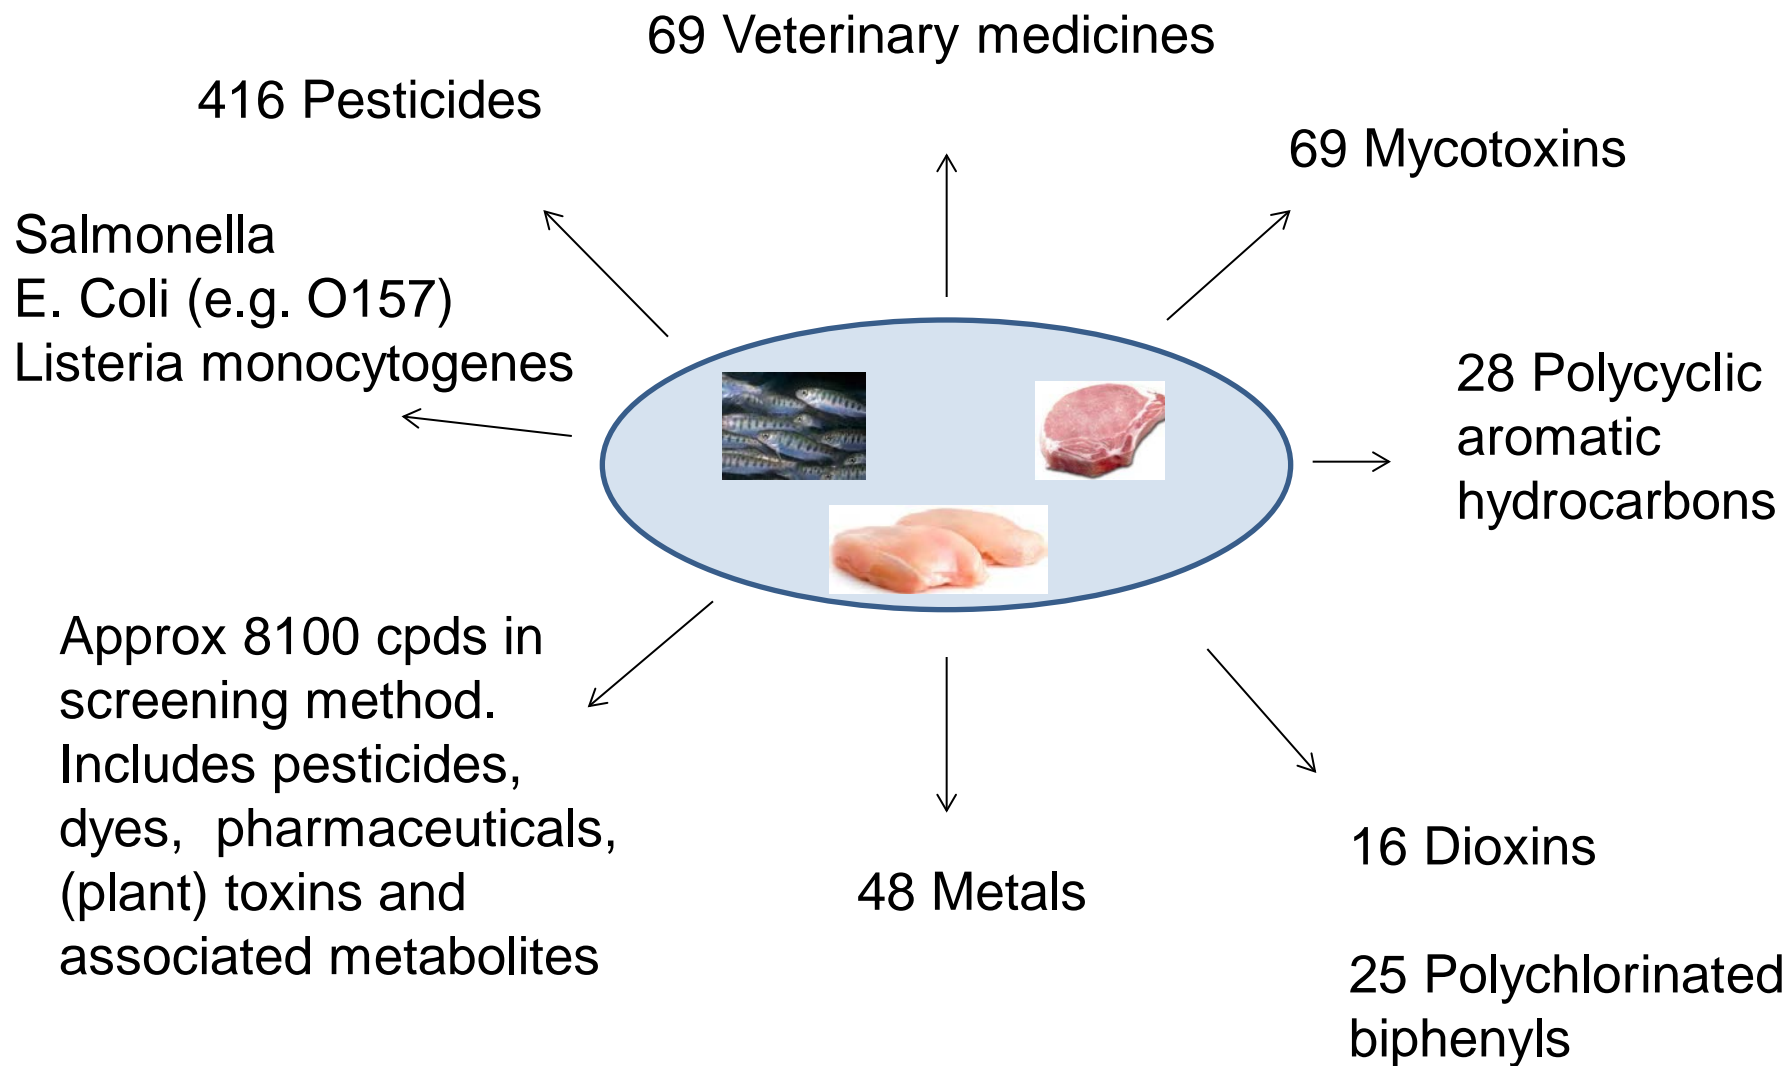 69 Veterinary medicines
416 Pesticides
69 Mycotoxins
Salmonella
E. Coli (e.g. O157)
Listeria monocytogenes
28 Polycyclic
aromatic
hydrocarbons
Approx 8100 cpds in
screening method.
Includes pesticides,
dyes,  pharmaceuticals,
(plant) toxins and
associated metabolites
48 Metals
16 Dioxins
25 Polychlorinated
biphenyls